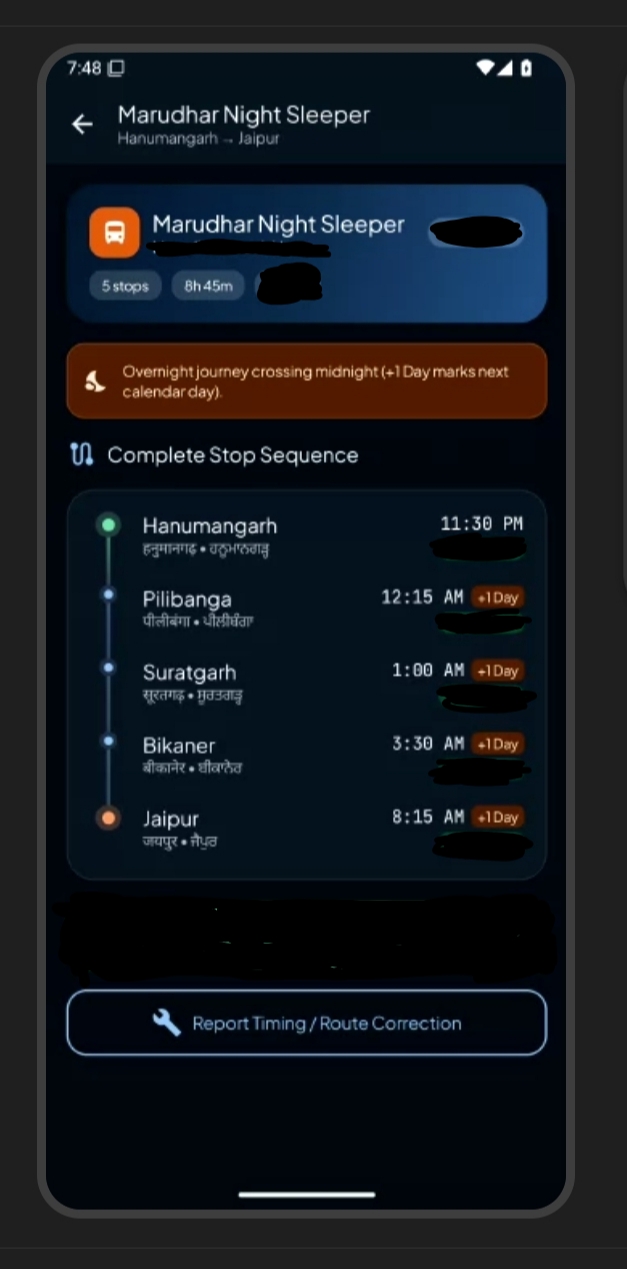 7:48
Marudhar Night Sleeper
Hanumangarh → Jaipur
Marudhar Night Sleeper
5 stops
8h 45m
Overnight journey crossing midnight (+1 Day marks next
calendar day).
Complete Stop Sequence
Hanumangarh 11:30 PM
हनुमानगढ़ • ਹਨੂਮਾਨਗੜ੍ਹ
Pilibanga 12:15 AM +1 Day
पीलीबंगा • ਪੀਲੀਬੰਗਾ
Suratgarh 1:00 AM +1 Day
सूरतगढ़ • ਸੂਰਤਗੜ੍ਹ
Bikaner 3:30 AM +1 Day
बीकानेर • ਬੀਕਾਨੇਰ
Jaipur 8:15 AM +1 Day
जयपुर • ਜੈਪੁਰ
Report Timing / Route Correction